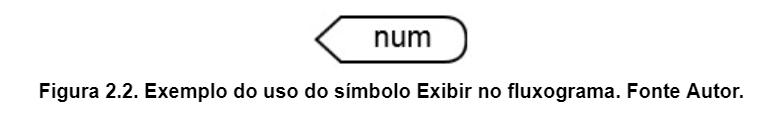 num
Figura 2.2. Exemplo do uso do símbolo Exibir no fluxograma. Fonte Autor.